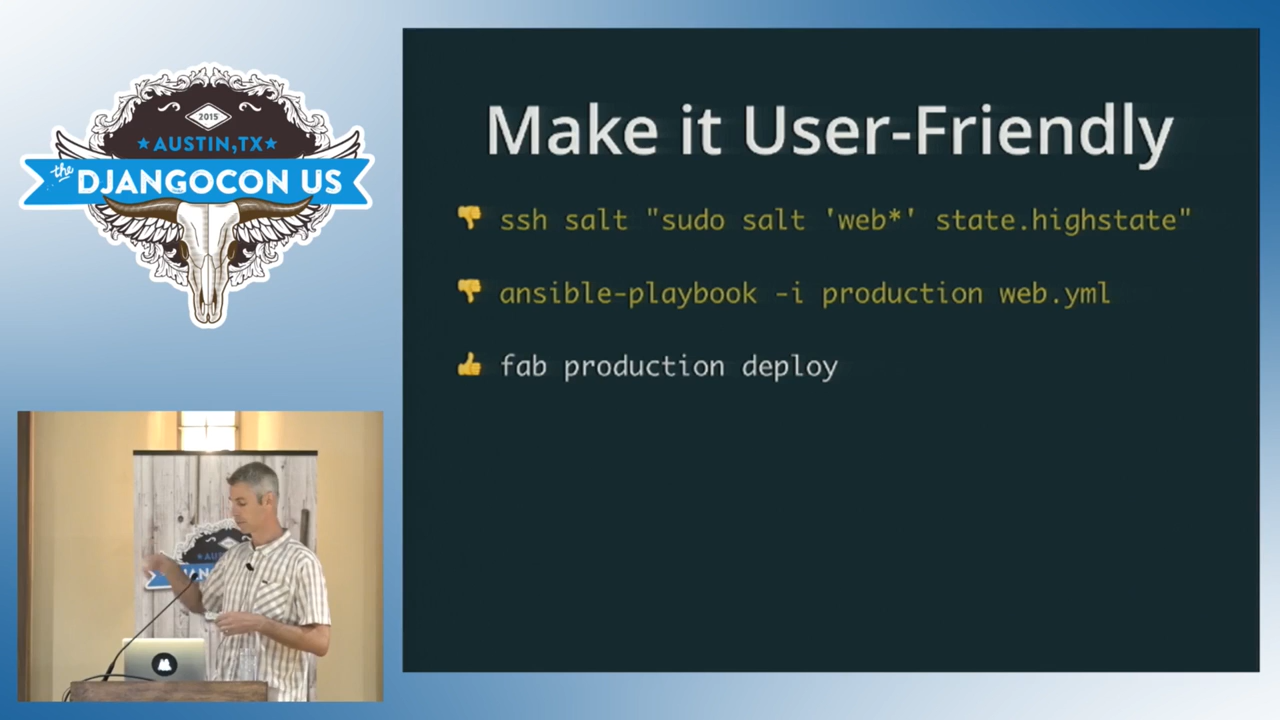 2015
AUSTIN, TX
the DJANGOCON US
Make it User-Friendly
ssh salt "sudo salt 'web*' state.highstate"
ansible-playbook -i production web.yml
fab production deploy